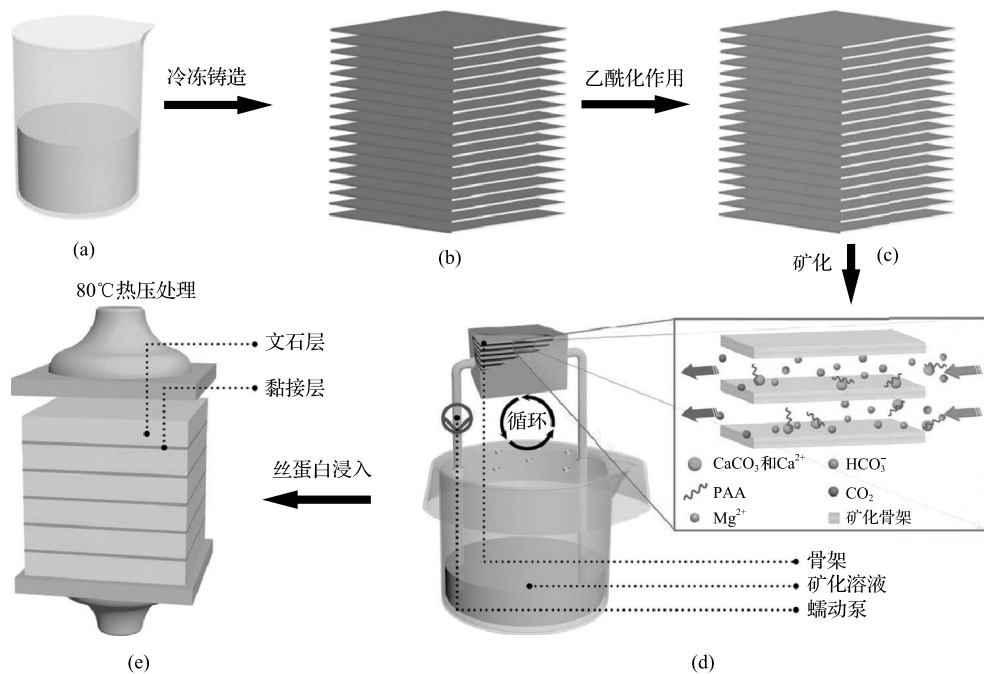 冷冻铸造
乙酰化作用
(a)
(b)
(c)
矿化
80℃热压处理
文石层
黏接层
循环
丝蛋白浸入
CaCO₃和Ca²⁺
HCO₃⁻
PAA
CO₂
Mg²⁺
矿化骨架
骨架
矿化溶液
蠕动泵
(e)
(d)